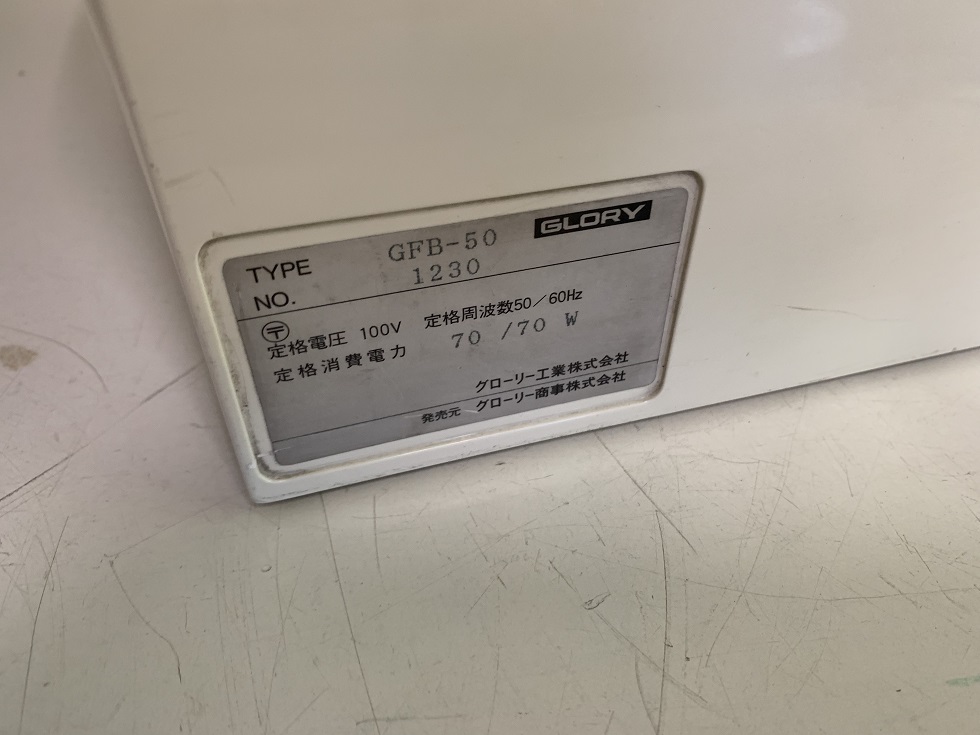 TYPE GFB-50 GLORY
NO. 1230
〒
定格電圧 100V 定格周波数50/60Hz
定格消費電力 70 /70 W
グローリー工業株式会社
発売元 グローリー商事株式会社